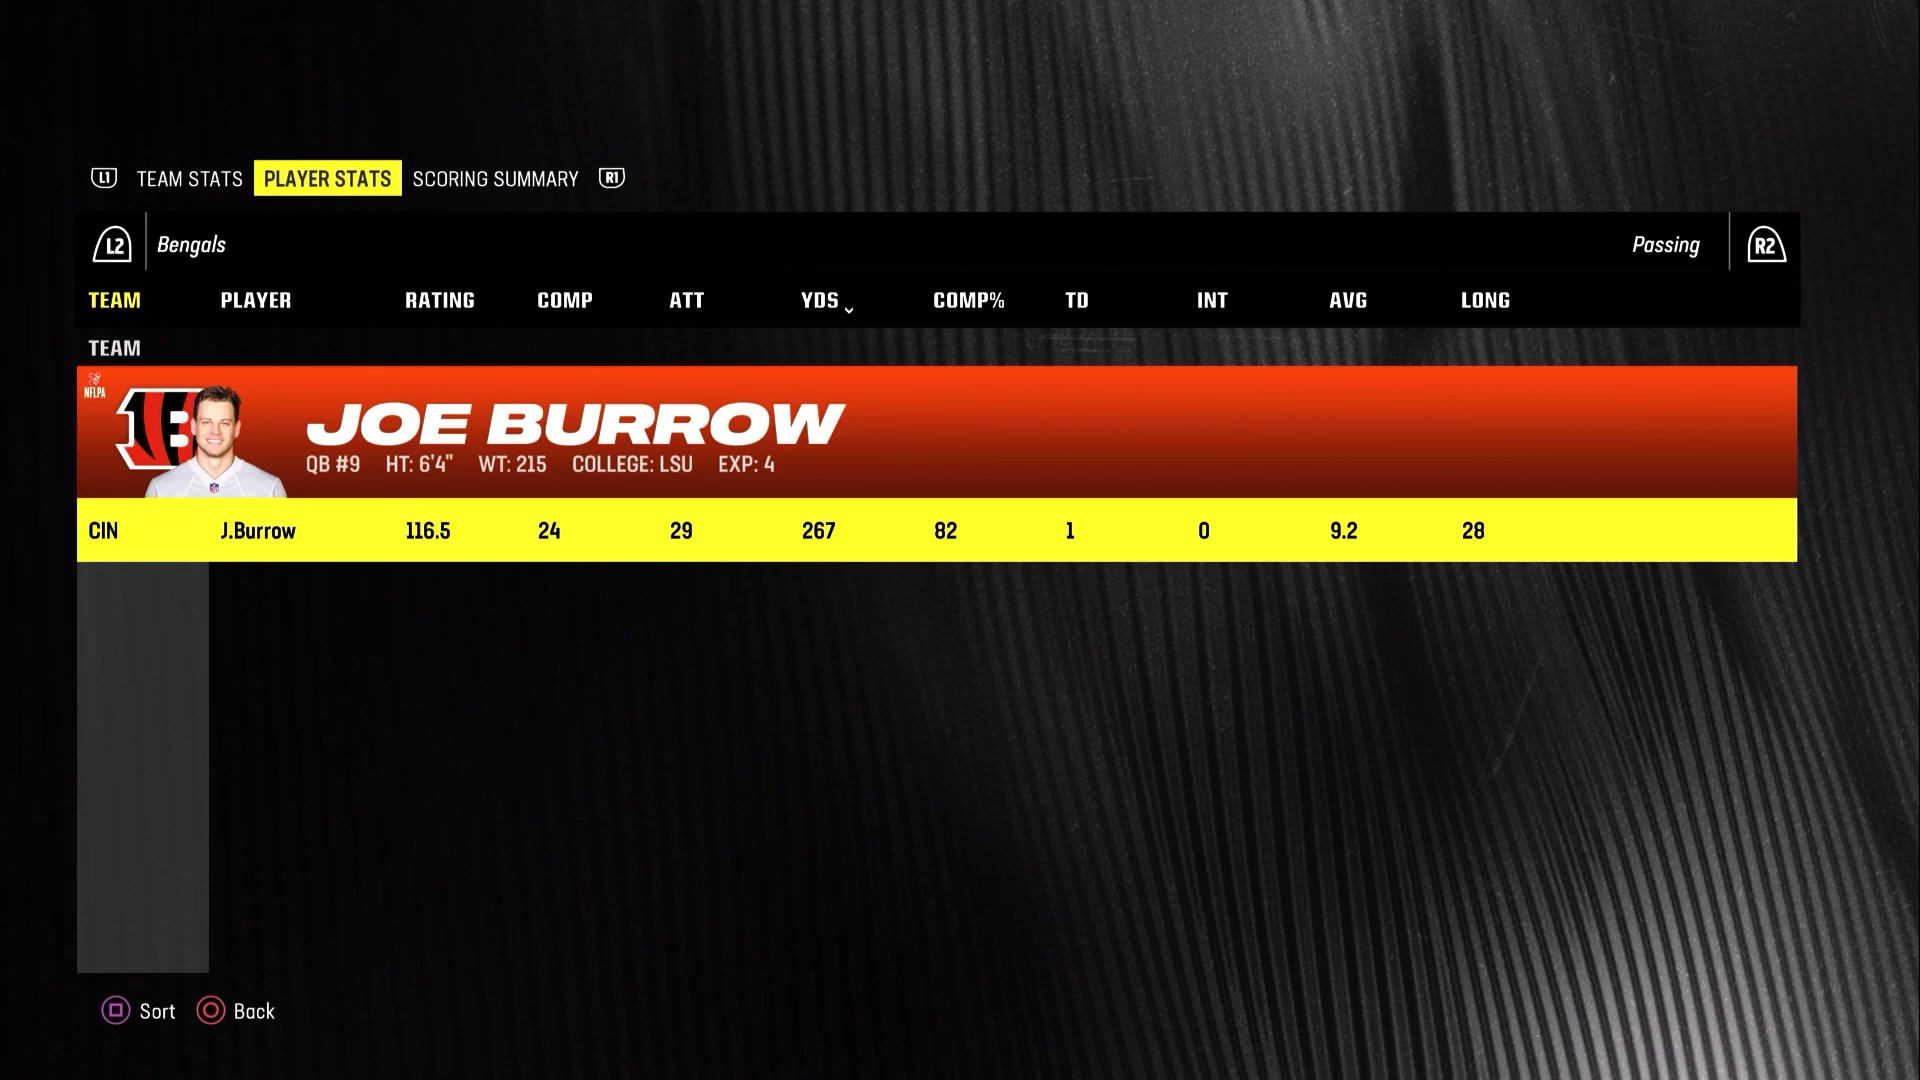 L1 TEAM STATS PLAYER STATS SCORING SUMMARY R1
L2 Bengals Passing R2
TEAM PLAYER RATING COMP ATT YDS COMP% TD INT AVG LONG
TEAM
NFLPA
JOE BURROW
QB #9 HT: 6'4" WT: 215 COLLEGE: LSU EXP: 4
CIN J.Burrow 116.5 24 29 267 82 1 0 9.2 28
Sort Back